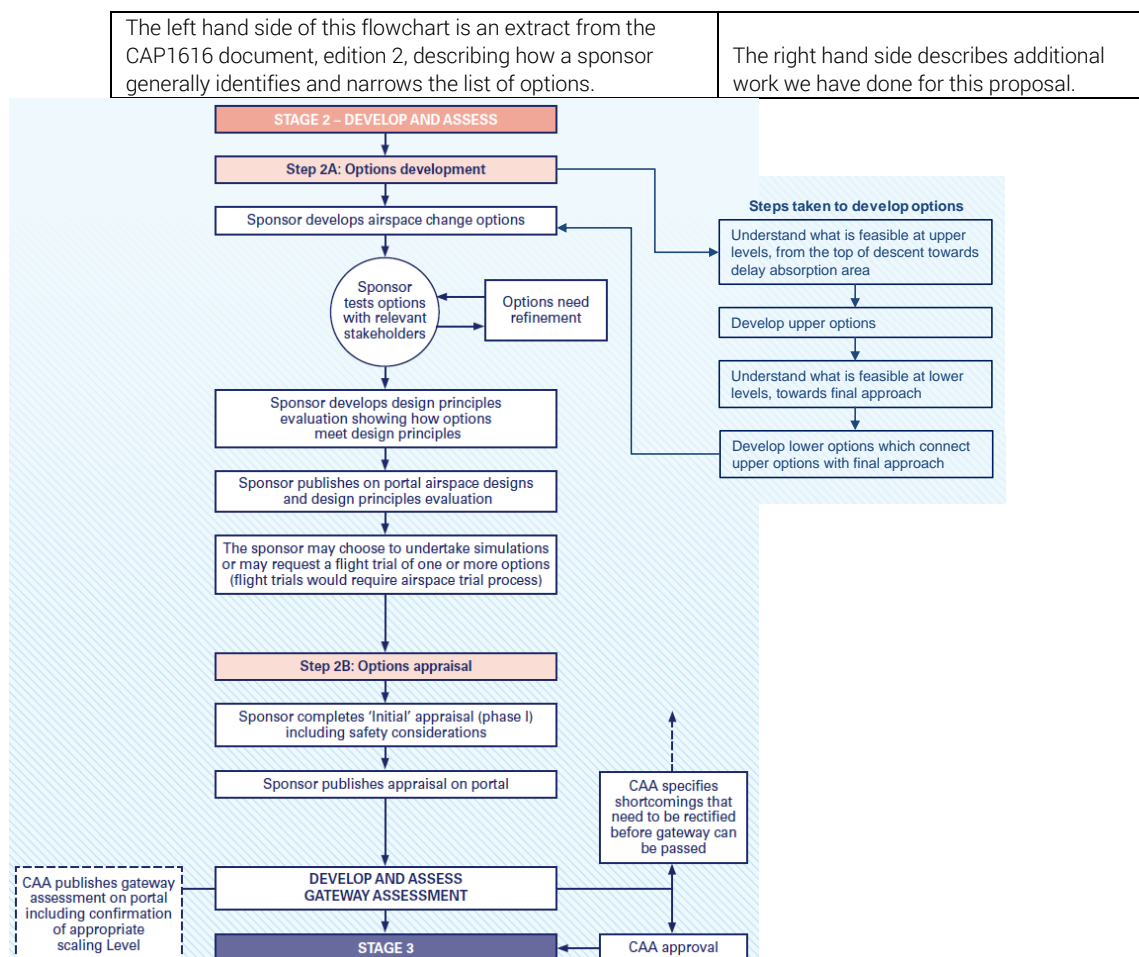 The left hand side of this flowchart is an extract from the
CAP1616 document, edition 2, describing how a sponsor
generally identifies and narrows the list of options.
The right hand side describes additional
work we have done for this proposal.
STAGE 2 – DEVELOP AND ASSESS
Step 2A: Options development
Sponsor develops airspace change options
Sponsor
tests options
with relevant
stakeholders
Options need
refinement
Sponsor develops design principles
evaluation showing how options
meet design principles
Sponsor publishes on portal airspace designs
and design principles evaluation
The sponsor may choose to undertake simulations
or may request a flight trial of one or more options
(flight trials would require airspace trial process)
Steps taken to develop options
Understand what is feasible at upper
levels, from the top of descent towards
delay absorption area
Develop upper options
Understand what is feasible at lower
levels, towards final approach
Develop lower options which connect
upper options with final approach
Step 2B: Options appraisal
Sponsor completes ‘Initial’ appraisal (phase I)
including safety considerations
Sponsor publishes appraisal on portal
CAA specifies
shortcomings that
need to be rectified
before gateway can
be passed
DEVELOP AND ASSESS
GATEWAY ASSESSMENT
CAA publishes gateway
assessment on portal
including confirmation
of appropriate
scaling Level
STAGE 3
CAA approval